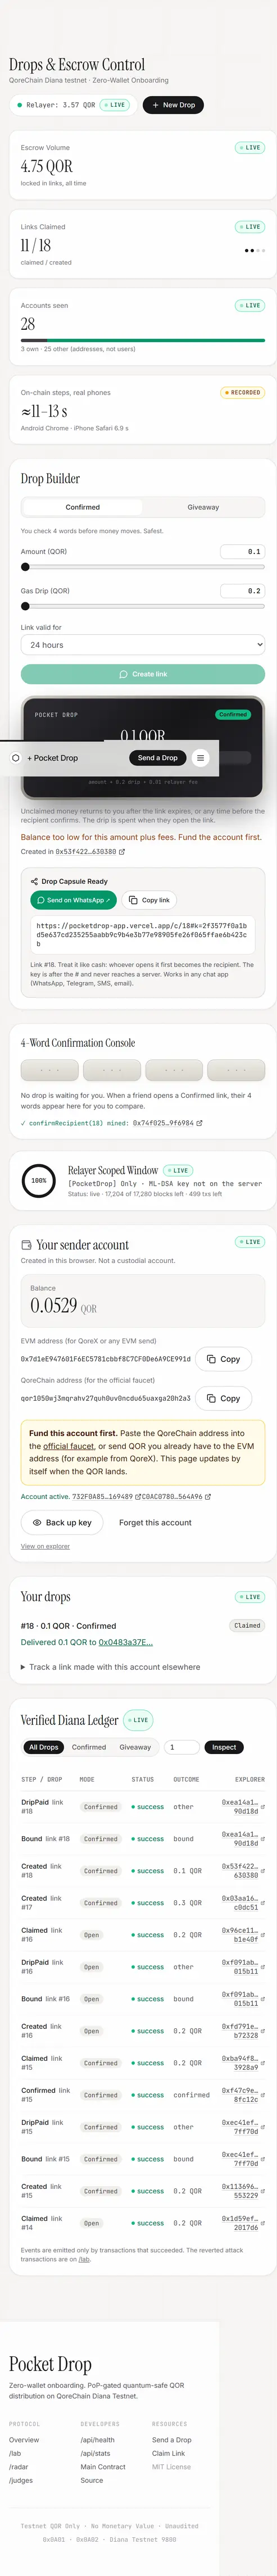 Drops & Escrow Control
QoreChain Diana testnet · Zero-Wallet Onboarding
Relayer: 3.57 QOR
LIVE
+ New Drop
Escrow Volume
LIVE
4.75 QOR
locked in links, all time
Links Claimed
LIVE
11 / 18
claimed / created
Accounts seen
LIVE
28
3 own · 25 other (addresses, not users)
On-chain steps, real phones
RECORDED
≈11–13 s
Android Chrome · iPhone Safari 6.9 s
Drop Builder
Confirmed
Giveaway
You check 4 words before money moves. Safest.
Amount (QOR)
0.1
Gas Drip (QOR)
0.2
Link valid for
24 hours
Create link
POCKET DROP
Confirmed
0.1 QOR
+ Pocket Drop
Send a Drop
amount + 0.2 drip + 0.01 relayer fee
Unclaimed money returns to you after the link expires, or any time before the
recipient confirms. The drip is spent when they open the link.
Balance too low for this amount plus fees. Fund the account first.
Created in 0x53f422…630380
Drop Capsule Ready
Send on WhatsApp
Copy link
https://pocketdrop-app.vercel.app/c/18#k=2f3577f0a1b
d5e637cd235255aabb9c9b4e3b77e98905fe26f065ffae6b423c
b
Link #18. Treat it like cash: whoever opens it first becomes the recipient. The
key is after the # and never reaches a server. Works in any chat app
(WhatsApp, Telegram, SMS, email).
4-Word Confirmation Console
· · ·
· · ·
· · ·
· · ·
No drop is waiting for you. When a friend opens a Confirmed link, their 4
words appear here for you to compare.
✓ confirmRecipient(18) mined: 0x74f025…9f6984
100%
Relayer Scoped Window
LIVE
[PocketDrop] Only · ML-DSA key not on the server
Status: live · 17,204 of 17,280 blocks left · 499 txs left
Your sender account
LIVE
Created in this browser. Not a custodial account.
Balance
0.0529 QOR
EVM address (for QoreX or any EVM send)
0x7d1eE947601F6EC5781cbbf8C7CF0De6A9CE991d
Copy
QoreChain address (for the official faucet)
qor1050wj3mqrahv27quh0uv0ncdu65uaxga20h2a3
Copy
Fund this account first. Paste the QoreChain address into
the official faucet, or send QOR you already have to the EVM
address (for example from QoreX). This page updates by
itself when the QOR lands.
Account active. 732F0A85…169489 C0AC0780…564A96
Back up key
Forget this account
View on explorer
Your drops
LIVE
#18 · 0.1 QOR · Confirmed
Claimed
Delivered 0.1 QOR to 0x0483a37E…
Track a link made with this account elsewhere
Verified Diana Ledger
LIVE
All Drops
Confirmed
Giveaway
1
Inspect
STEP / DROP MODE STATUS OUTCOME EXPLORER
DripPaid link #18 Confirmed success other 0xea14a1…90d18d
Bound link #18 Confirmed success bound 0xea14a1…90d18d
Created link #18 Confirmed success 0.1 QOR 0x53f422…630380
Created link #17 Confirmed success 0.3 QOR 0x03aa16…c0dc51
Claimed link #16 Open success 0.2 QOR 0x96ce11…b1e40f
DripPaid link #16 Open success other 0xf091ab…015b11
Bound link #16 Open success bound 0xf091ab…015b11
Created link #16 Open success 0.2 QOR 0xfd791e…b72328
Claimed link #15 Confirmed success 0.2 QOR 0xba94f8…3928a9
Confirmed link #15 Confirmed success confirmed 0xf47c9e…8fc12c
DripPaid link #15 Confirmed success other 0xec41ef…7ff70d
Bound link #15 Confirmed success bound 0xec41ef…7ff70d
Created link #15 Confirmed success 0.2 QOR 0x113696…553229
Claimed link #14 Open success 0.2 QOR 0x1d59ef…2017d6
Events are emitted only by transactions that succeeded. The reverted attack
transactions are on /lab.
Pocket Drop
Zero-wallet onboarding. PoP-gated quantum-safe QOR
distribution on QoreChain Diana Testnet.
PROTOCOL DEVELOPERS RESOURCES
Overview /api/health Send a Drop
/lab /api/stats Claim Link
/radar Main Contract MIT License
/judges Source
Testnet QOR Only · No Monetary Value · Unaudited
0x0A01 · 0x0A02 · Diana Testnet 9800